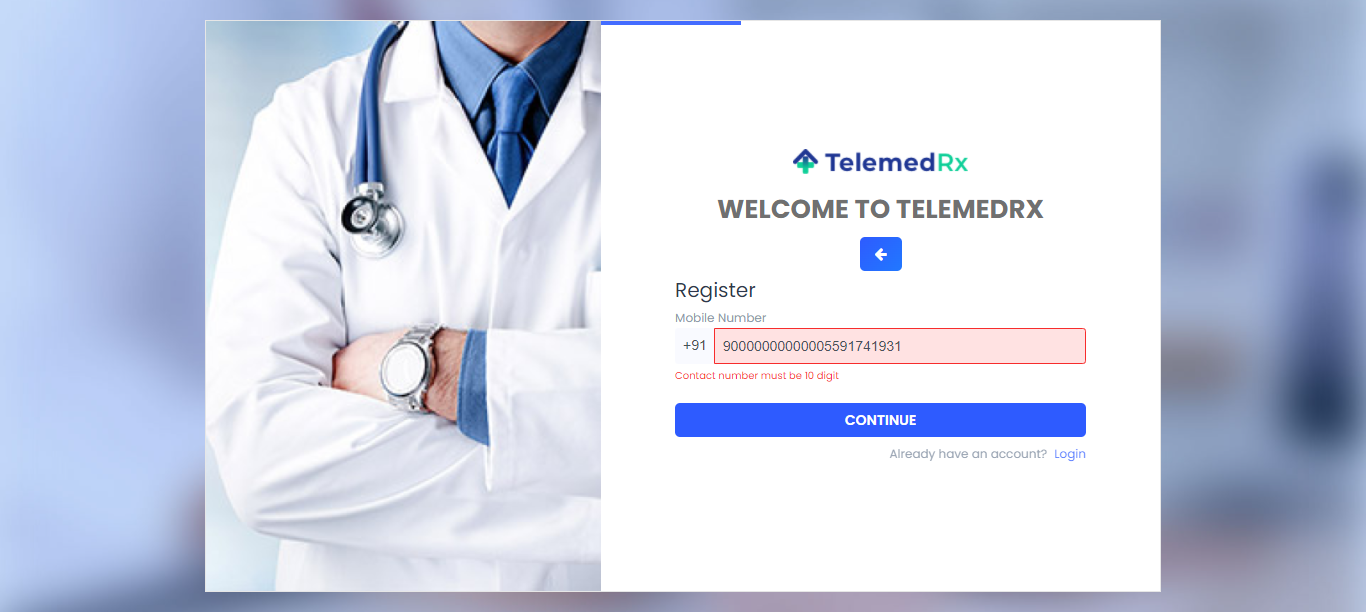 TelemedRx
WELCOME TO TELEMEDRX
Register
Mobile Number
+91 90000000000005591741931
Contact number must be 10 digit
CONTINUE
Already have an account? Login